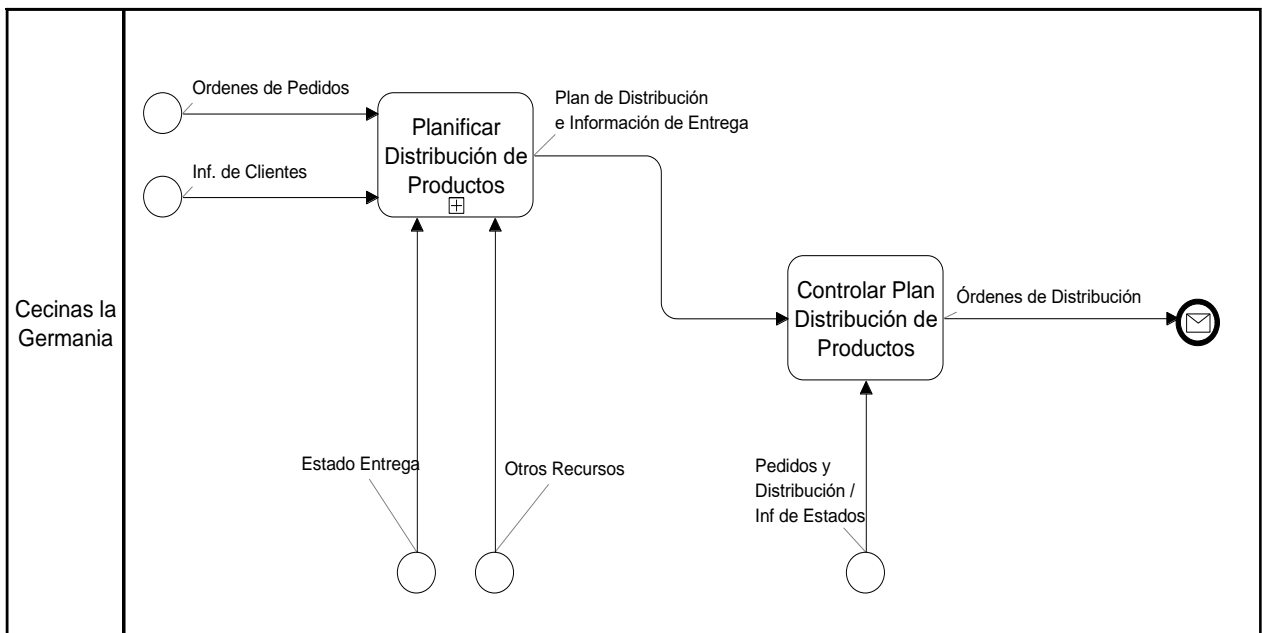 Cecinas la
Germania
Ordenes de Pedidos
Inf. de Clientes
Planificar
Distribución de
Productos
Plan de Distribución
e Información de Entrega
Controlar Plan
Distribución de
Productos
Órdenes de Distribución
Estado Entrega
Otros Recursos
Pedidos y
Distribución /
Inf de Estados